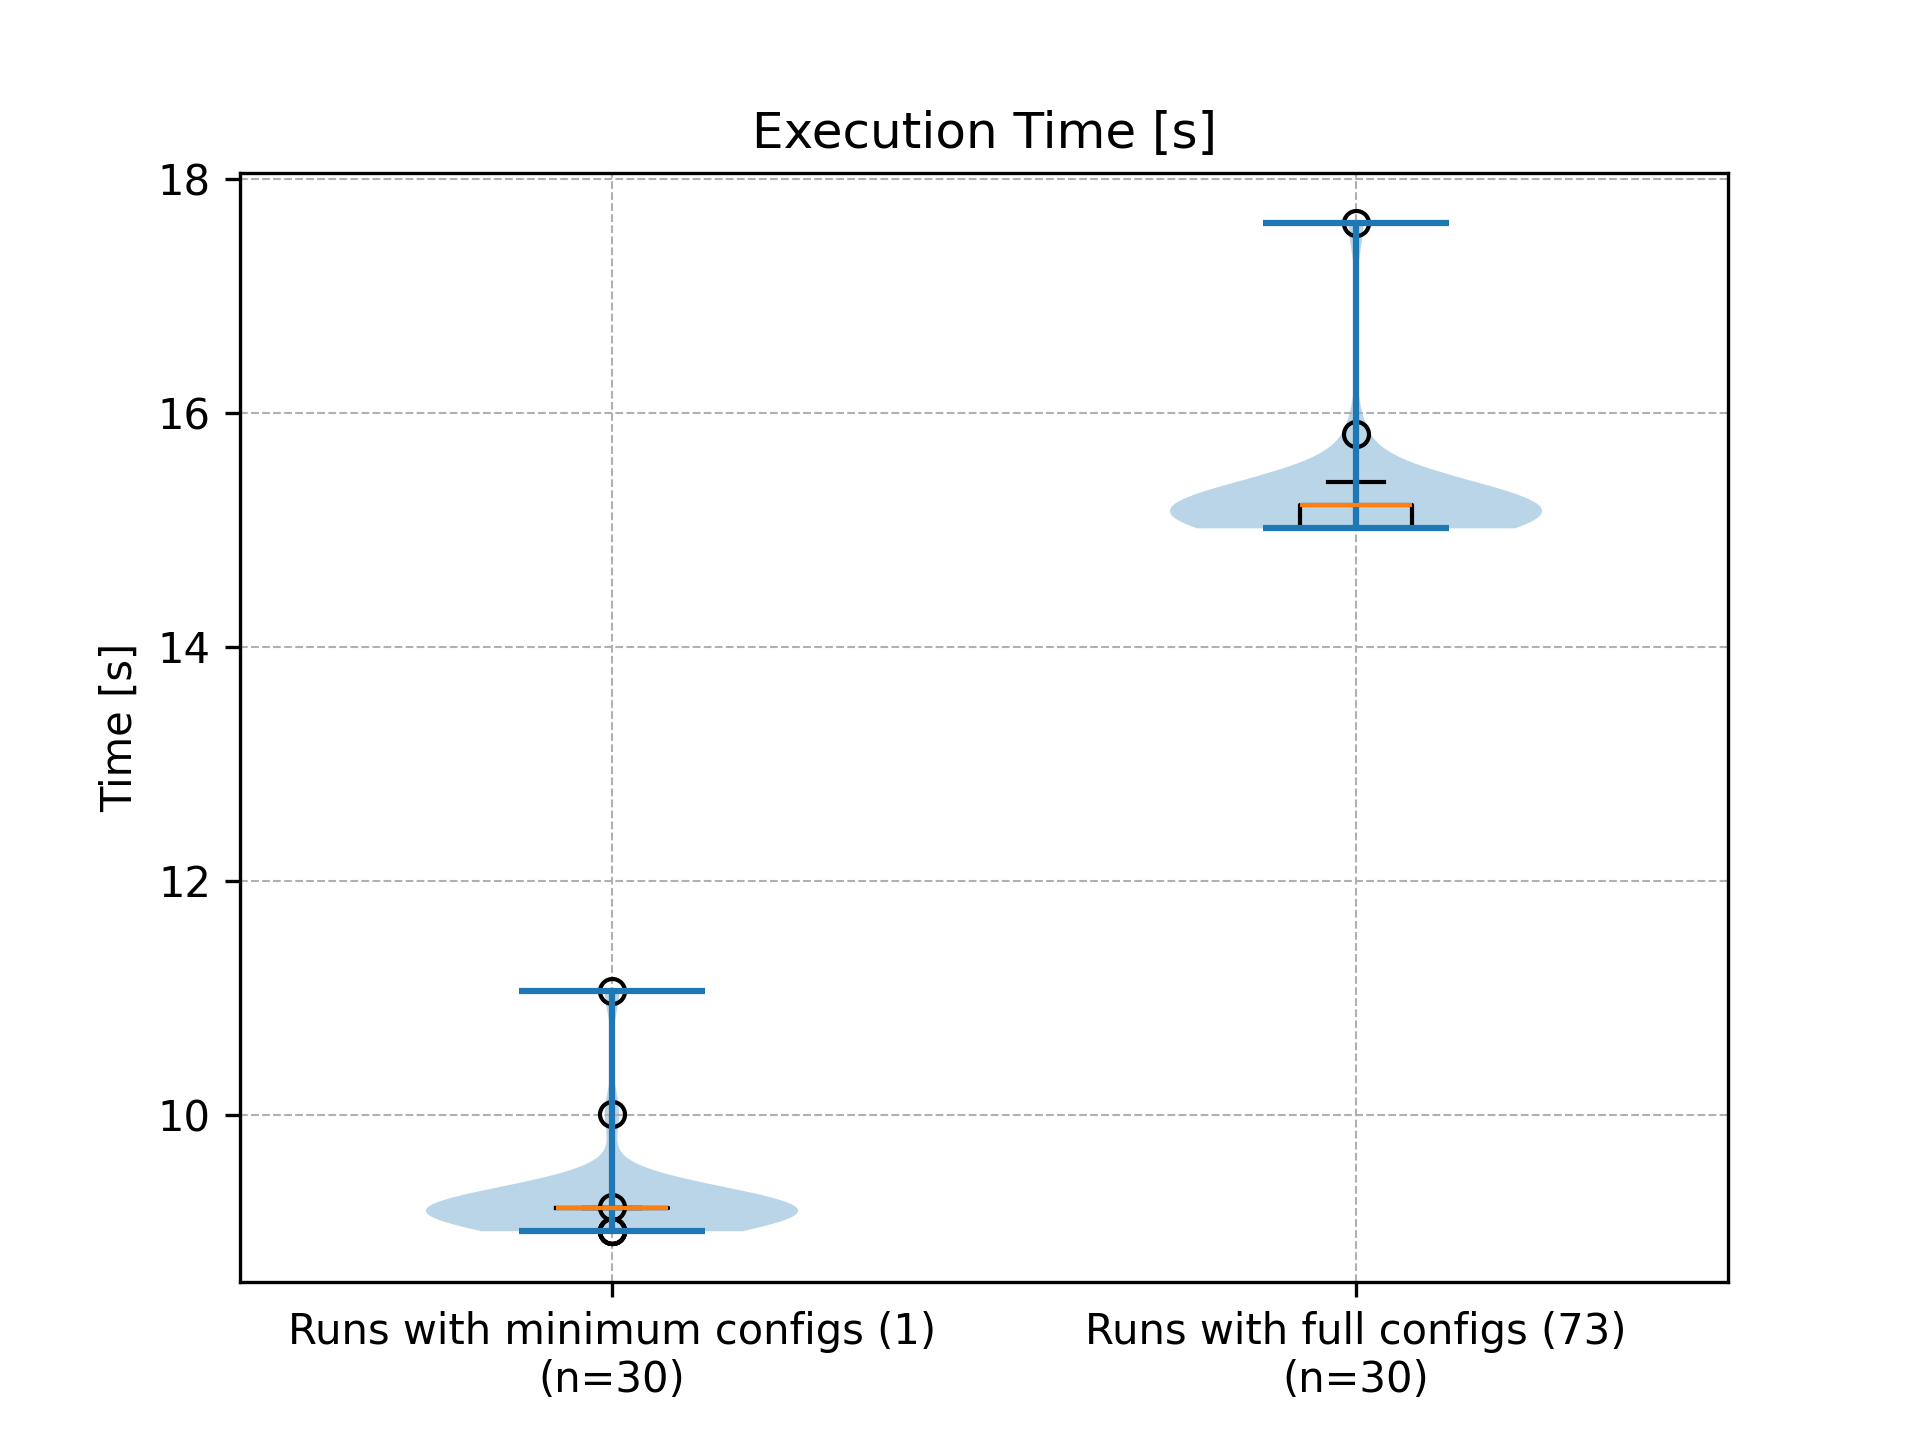 Execution Time [s]
18
16
14
12
10
Time [s]
Runs with minimum configs (1)
(n=30)
Runs with full configs (73)
(n=30)